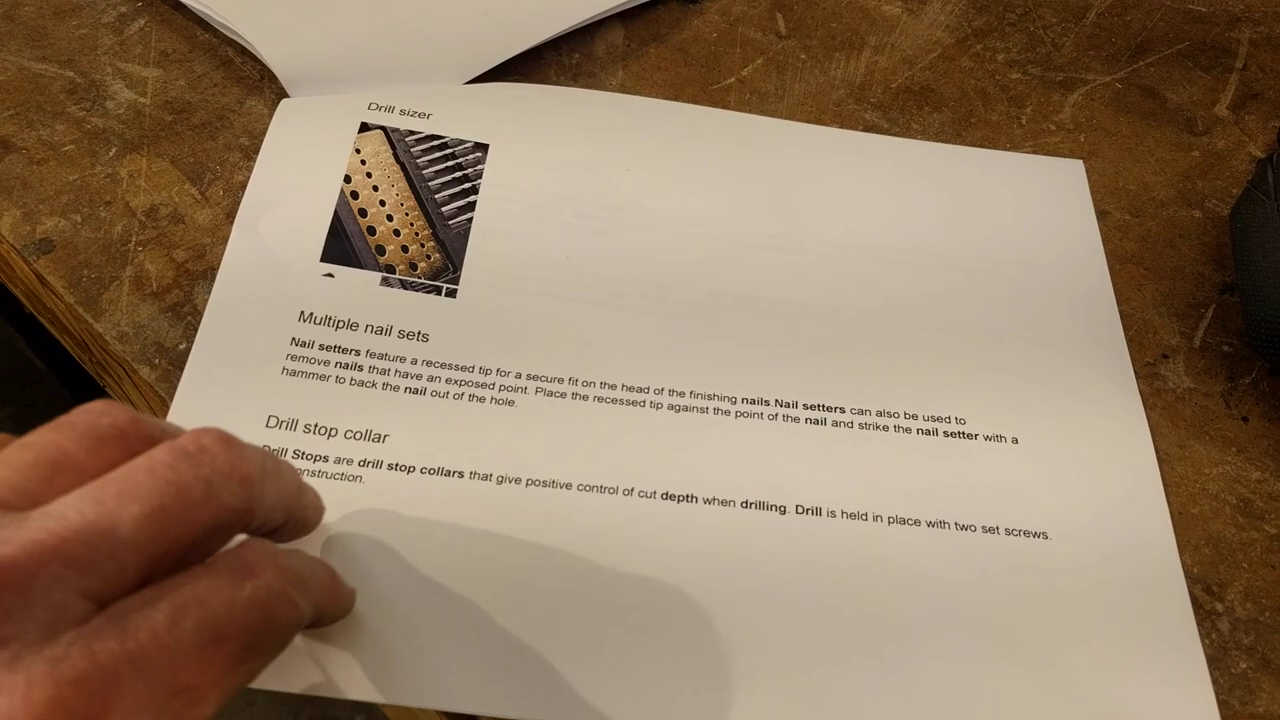 Drill sizer
Multiple nail sets
Nail setters feature a recessed tip for a secure fit on the head of the finishing nails.Nail setters can also be used to
remove nails that have an exposed point. Place the recessed tip against the point of the nail and strike the nail setter with a
hammer to back the nail out of the hole.
Drill stop collar
Drill Stops are drill stop collars that give positive control of cut depth when drilling. Drill is held in place with two set screws.